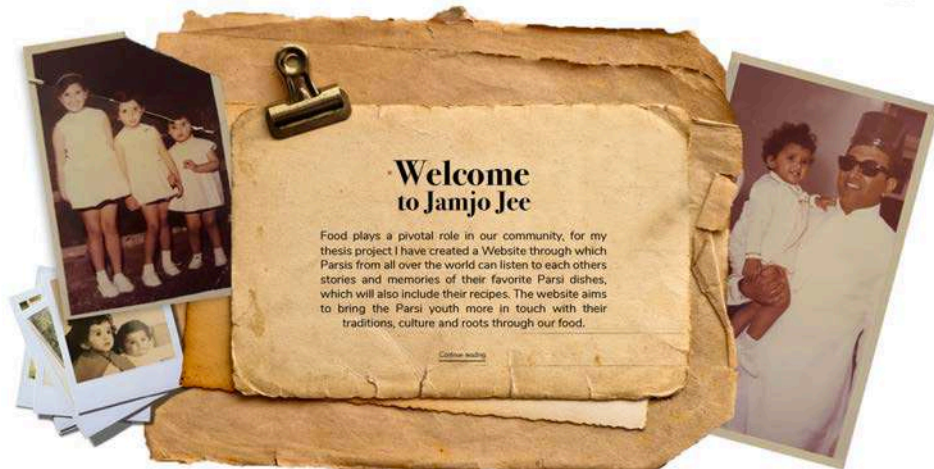 Welcome
to Jamjo Jee
Food plays a pivotal role in our community, for my
thesis project I have created a Website through which
Parsis from all over the world can listen to each others
stories and memories of their favorite Parsi dishes,
which will also include their recipes. The website aims
to bring the Parsi youth more in touch with their
traditions, culture and roots through our food.
Continue reading